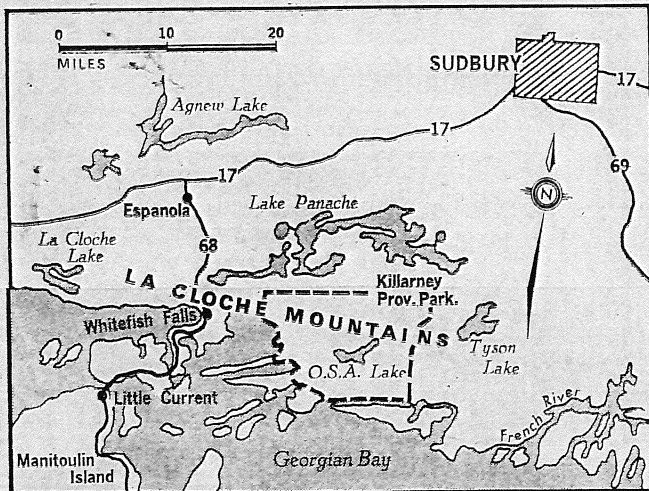 0 10 20
MILES
SUDBURY
17
Agnew Lake
17
69
17
N
Espanola
Lake Panache
La Cloche
Lake
68
Killarney
Prov. Park.
LA CLOCHE MOUNTAINS
Whitefish Falls
Tyson
Lake
O.S.A. Lake
Little Current
French River
Manitoulin
Island
Georgian Bay